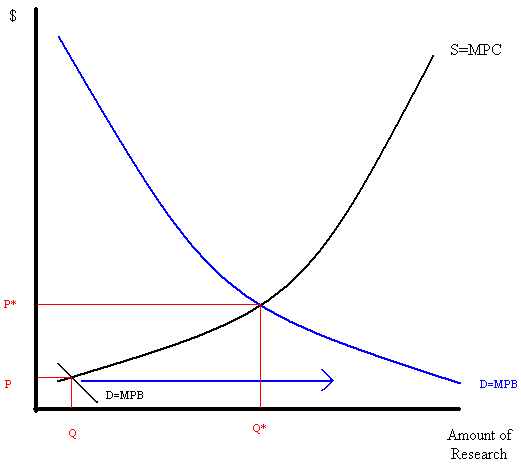 $
S=MPC
P*
P
D=MPB
D=MPB
Q
Q*
Amount of
Research